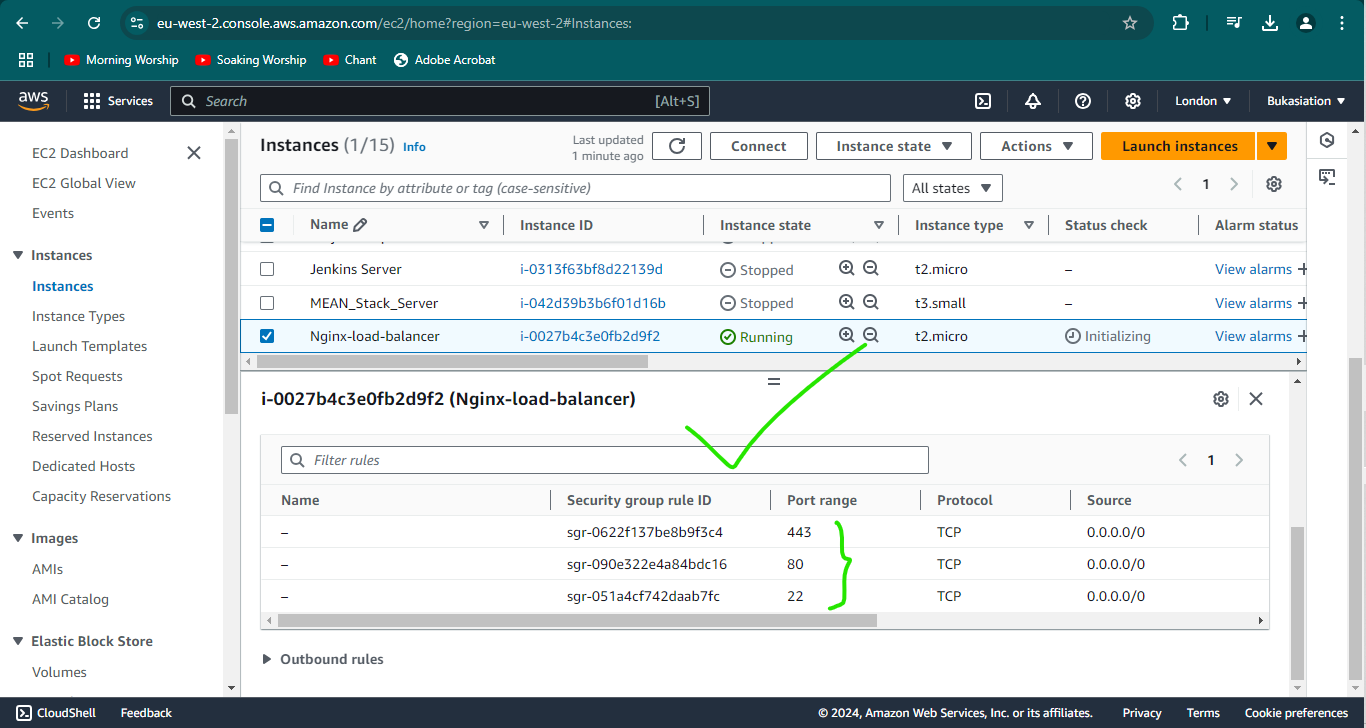 eu-west-2.console.aws.amazon.com/ec2/home?region=eu-west-2#Instances:
Morning Worship Soaking Worship Chant Adobe Acrobat
aws Services Search [Alt+S] London Bukasiation
EC2 Dashboard
EC2 Global View
Events
Instances
Instances
Instance Types
Launch Templates
Spot Requests
Savings Plans
Reserved Instances
Dedicated Hosts
Capacity Reservations
Images
AMIs
AMI Catalog
Elastic Block Store
Volumes
Instances (1/15) Info
Last updated
1 minute ago
Connect Instance state Actions Launch instances
Find Instance by attribute or tag (case-sensitive) All states 1
Name Instance ID Instance state Instance type Status check Alarm status
Jenkins Server i-0313f63bf8d22139d Stopped t2.micro – View alarms +
MEAN_Stack_Server i-042d39b3b6f01d16b Stopped t3.small – View alarms +
Nginx-load-balancer i-0027b4c3e0fb2d9f2 Running t2.micro Initializing View alarms +
i-0027b4c3e0fb2d9f2 (Nginx-load-balancer)
Filter rules 1
Name Security group rule ID Port range Protocol Source
– sgr-0622f137be8b9f3c4 443 TCP 0.0.0.0/0
– sgr-090e322e4a84bdc16 80 TCP 0.0.0.0/0
– sgr-051a4cf742daab7fc 22 TCP 0.0.0.0/0
Outbound rules
CloudShell Feedback © 2024, Amazon Web Services, Inc. or its affiliates. Privacy Terms Cookie preferences